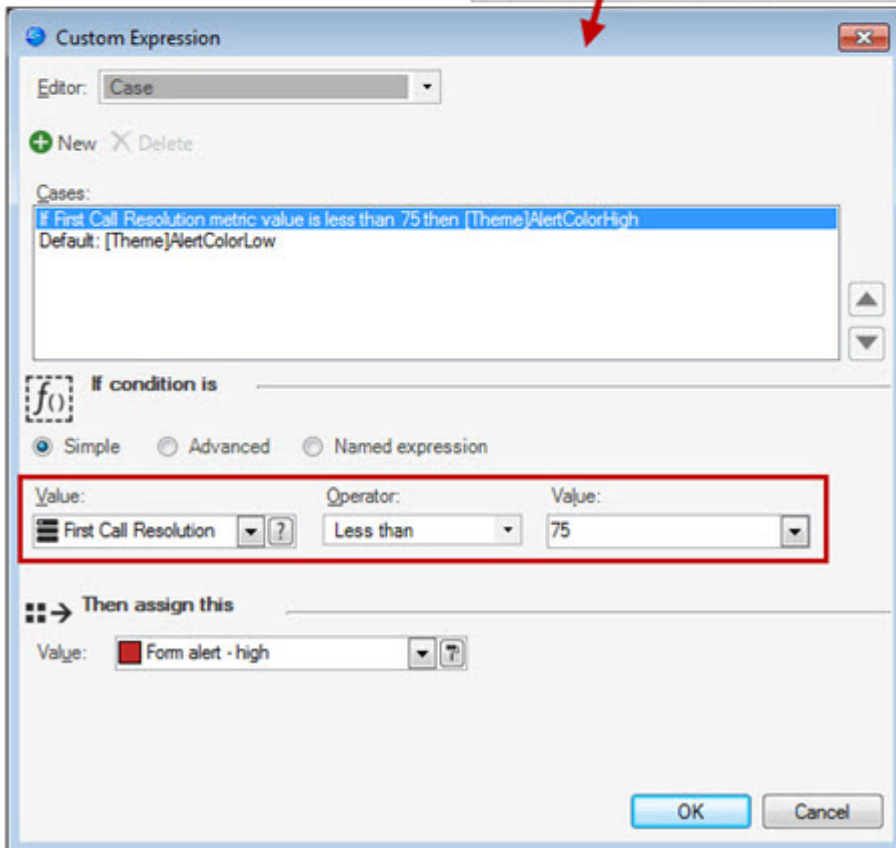 Custom Expression
Editor: Case
New Delete
Cases:
If First Call Resolution metric value is less than 75 then [Theme]AlertColorHigh
Default: [Theme]AlertColorLow
f() If condition is
Simple Advanced Named expression
Value: Operator: Value:
First Call Resolution ? Less than 75
Then assign this
Value: Form alert - high
OK Cancel